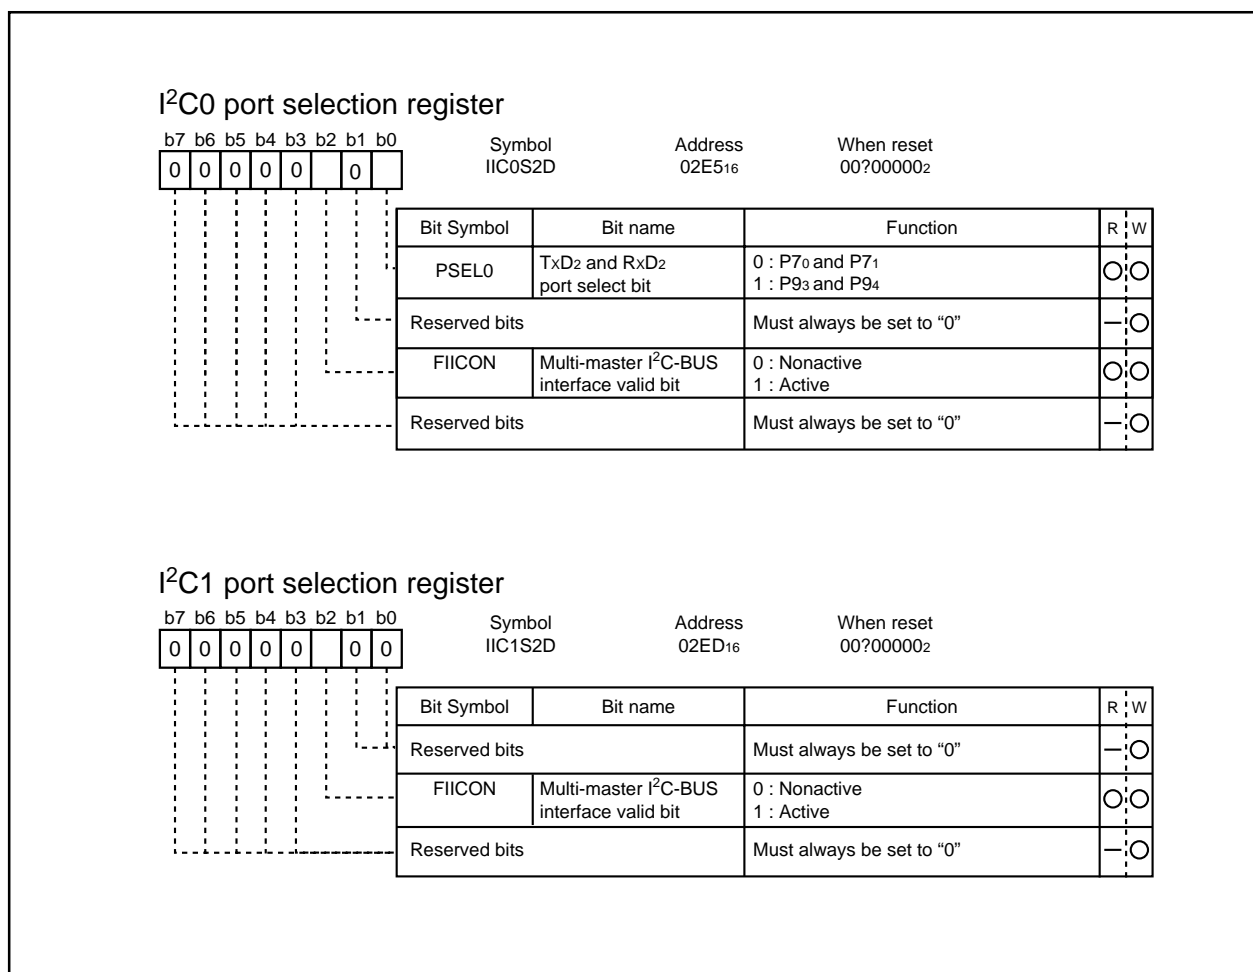 I²C0 port selection register
b7 b6 b5 b4 b3 b2 b1 b0
Symbol Address When reset
0 0 0 0 0 0
IIC0S2D 02E5₁₆ 00?00000₂
Bit Symbol Bit name Function R W
PSEL0 TxD₂ and RxD₂ 0 : P7₀ and P7₁
port select bit 1 : P9₃ and P9₄
Reserved bits Must always be set to “0”
FIICON Multi-master I²C-BUS 0 : Nonactive
interface valid bit 1 : Active
Reserved bits Must always be set to “0”
I²C1 port selection register
b7 b6 b5 b4 b3 b2 b1 b0
Symbol Address When reset
0 0 0 0 0 0 0
IIC1S2D 02ED₁₆ 00?00000₂
Bit Symbol Bit name Function R W
Reserved bits Must always be set to “0”
FIICON Multi-master I²C-BUS 0 : Nonactive
interface valid bit 1 : Active
Reserved bits Must always be set to “0”